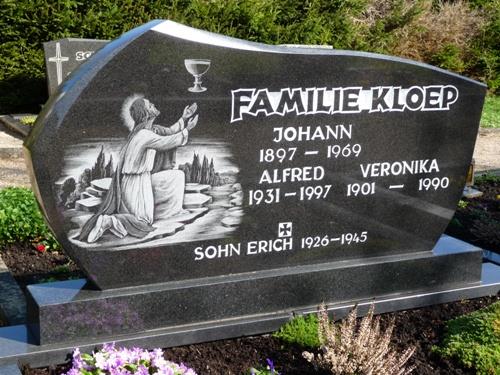 FAMILIE KLOEP
JOHANN
1897 – 1969
ALFRED VERONIKA
1931–1997 1901 – 1990
SOHN ERICH 1926–1945